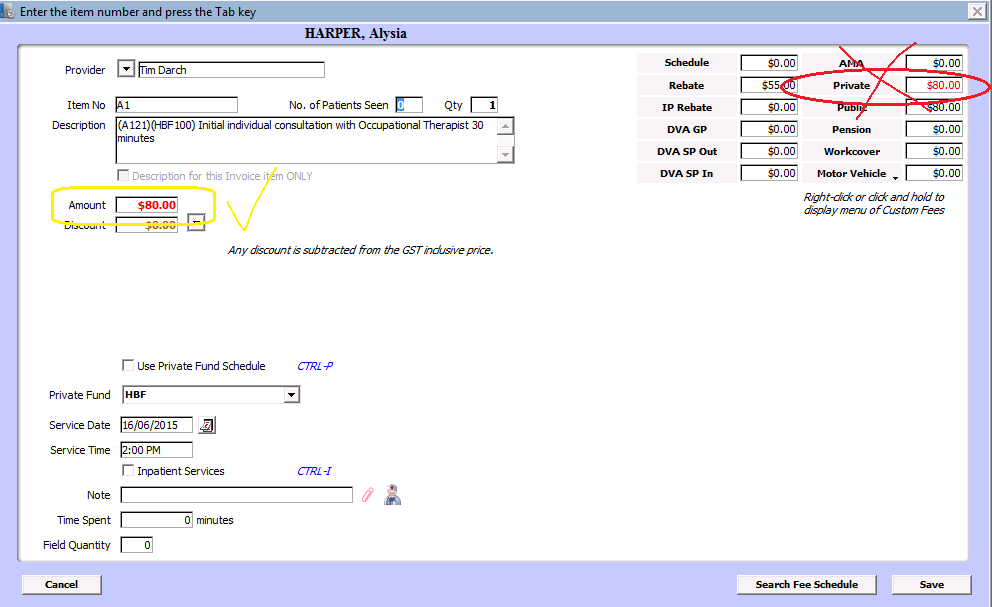 Enter the item number and press the Tab key
HARPER, Alysia
Provider Tim Darch
Item No A1 No. of Patients Seen 0 Qty 1
Description (A121)(HBF100) Initial individual consultation with Occupational Therapist 30
minutes
Description for this Invoice item ONLY
Amount $80.00
Discount $0.00
Any discount is subtracted from the GST inclusive price.
Schedule $0.00 AMA $0.00
Rebate $55.00 Private $80.00
IP Rebate $0.00 Public $80.00
DVA GP $0.00 Pension $0.00
DVA SP Out $0.00 Workcover $0.00
DVA SP In $0.00 Motor Vehicle $0.00
Right-click or click and hold to
display menu of Custom Fees
Use Private Fund Schedule CTRL-P
Private Fund HBF
Service Date 16/06/2015
Service Time 2:00 PM
Inpatient Services CTRL-I
Note
Time Spent 0 minutes
Field Quantity 0
Cancel Search Fee Schedule Save